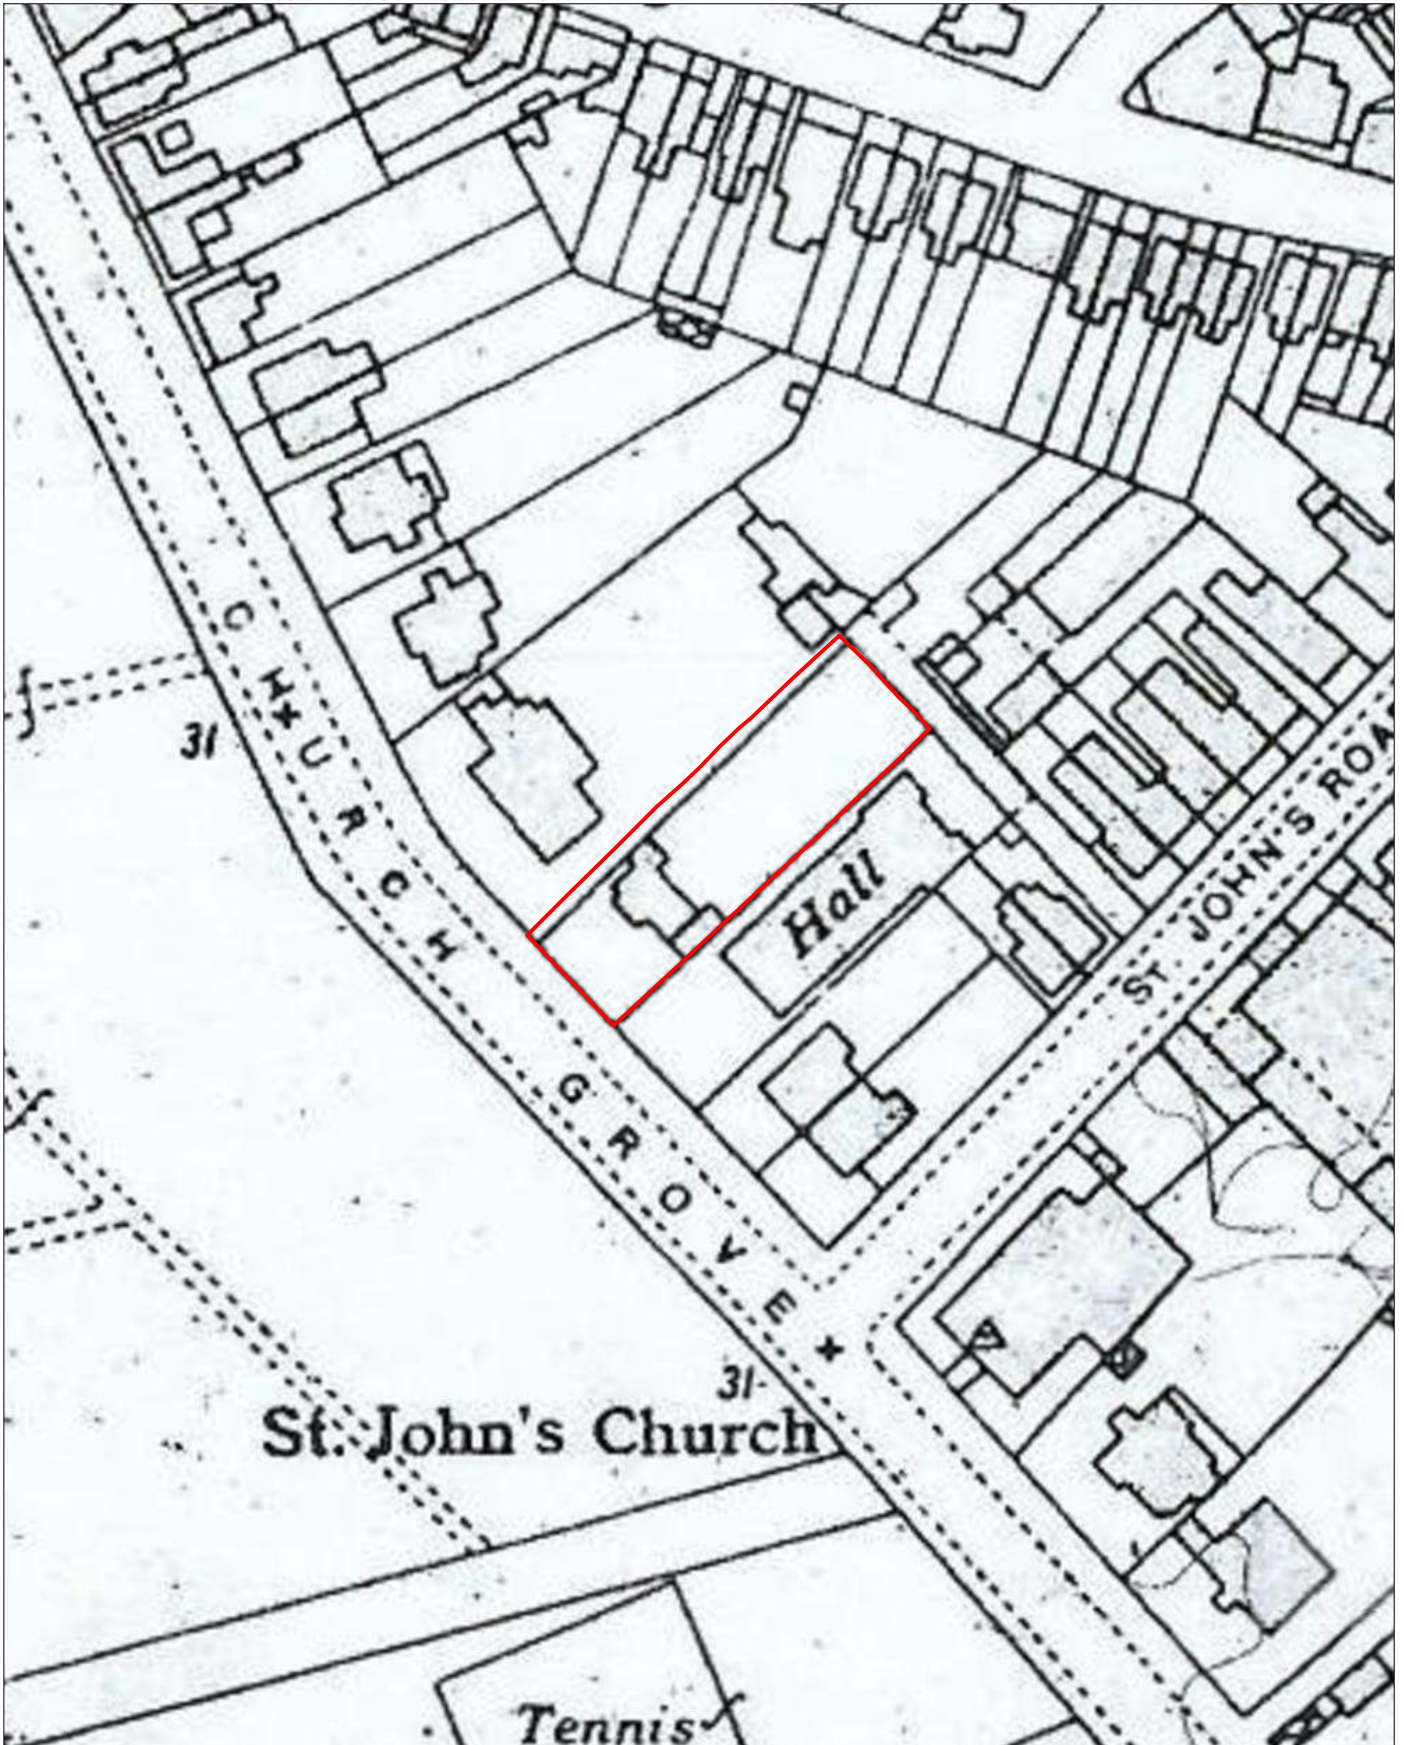 CHURCH GROVE
31
Hall
ST. JOHN'S ROA
31
St. John's Church
Tennis